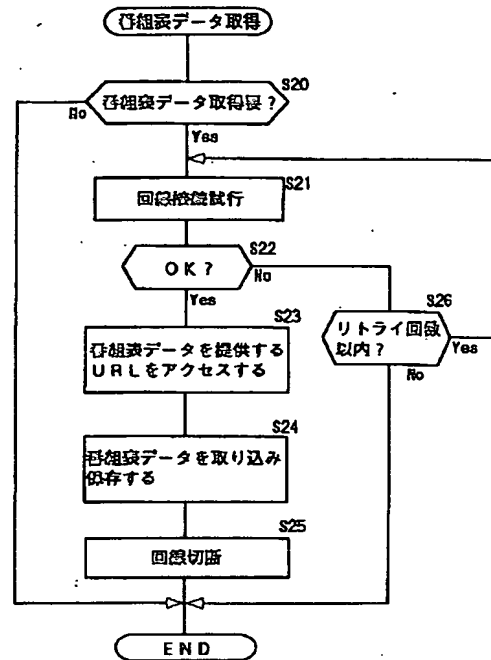 番組表データ取得
S20
番組表データ取得要？
No
Yes
S21
回線接続試行
S22
OK？
No
Yes
S23
番組表データを提供する
URLをアクセスする
S26
リトライ回数
以内？
Yes
No
S24
番組表データを取り込み
保存する
S25
回線切断
END